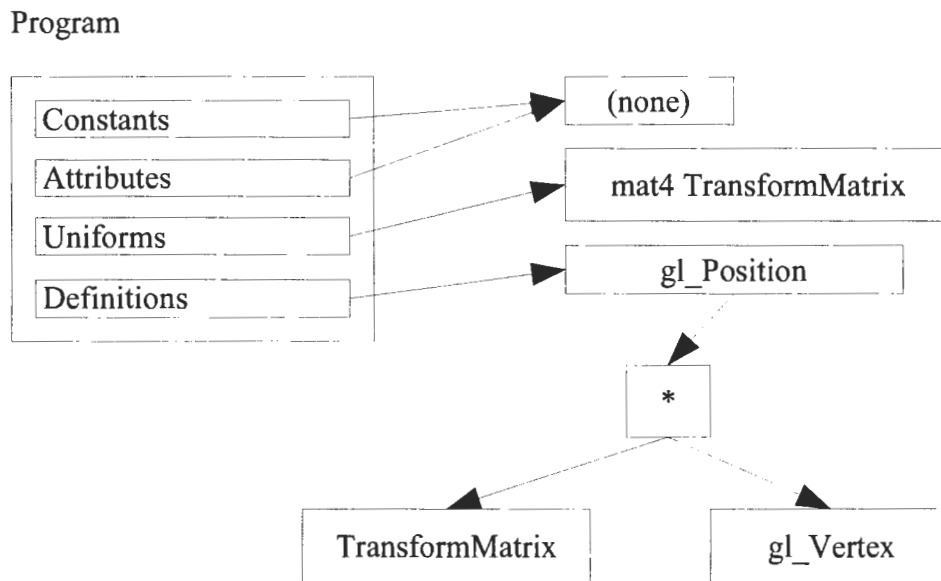 Program
Constants
(none)
Attributes
mat4 TransformMatrix
Uniforms
gl_Position
Definitions
*
TransformMatrix
gl_Vertex